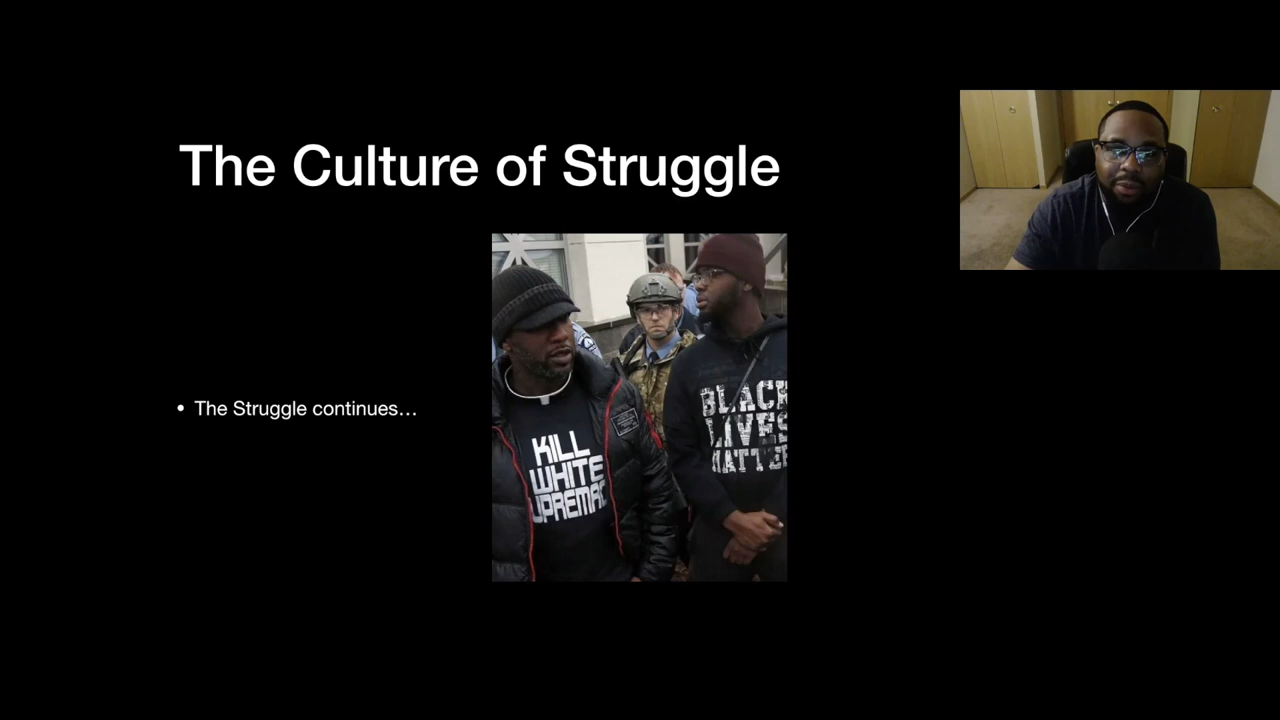 The Culture of Struggle
• The Struggle continues…
KILL
WHITE
UPREMAC
BLACK
LIVES
MATTER